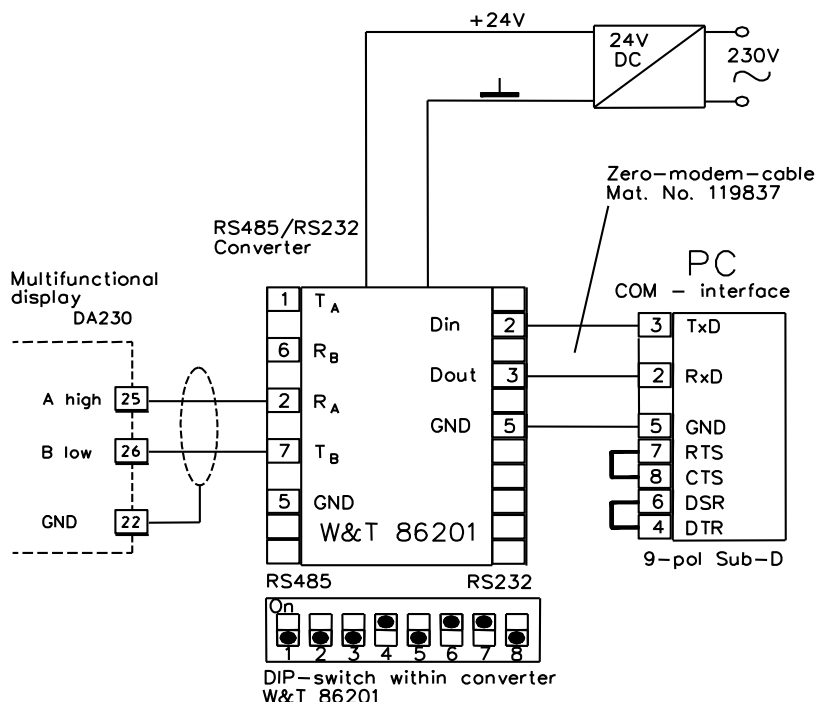 +24V
24V
DC
230V
Zero-modem-cable
Mat. No. 119837
RS485/RS232
Converter
PC
COM - interface
Multifunctional
display
DA230
1 TA
6 RB
2 RA
7 TB
5 GND
Din 2
Dout 3
GND 5
3 TxD
2 RxD
5 GND
7 RTS
8 CTS
6 DSR
4 DTR
A high 25
B low 26
GND 22
W&T 86201
9-pol Sub-D
RS485
RS232
On
1 2 3 4 5 6 7 8
DIP-switch within converter
W&T 86201